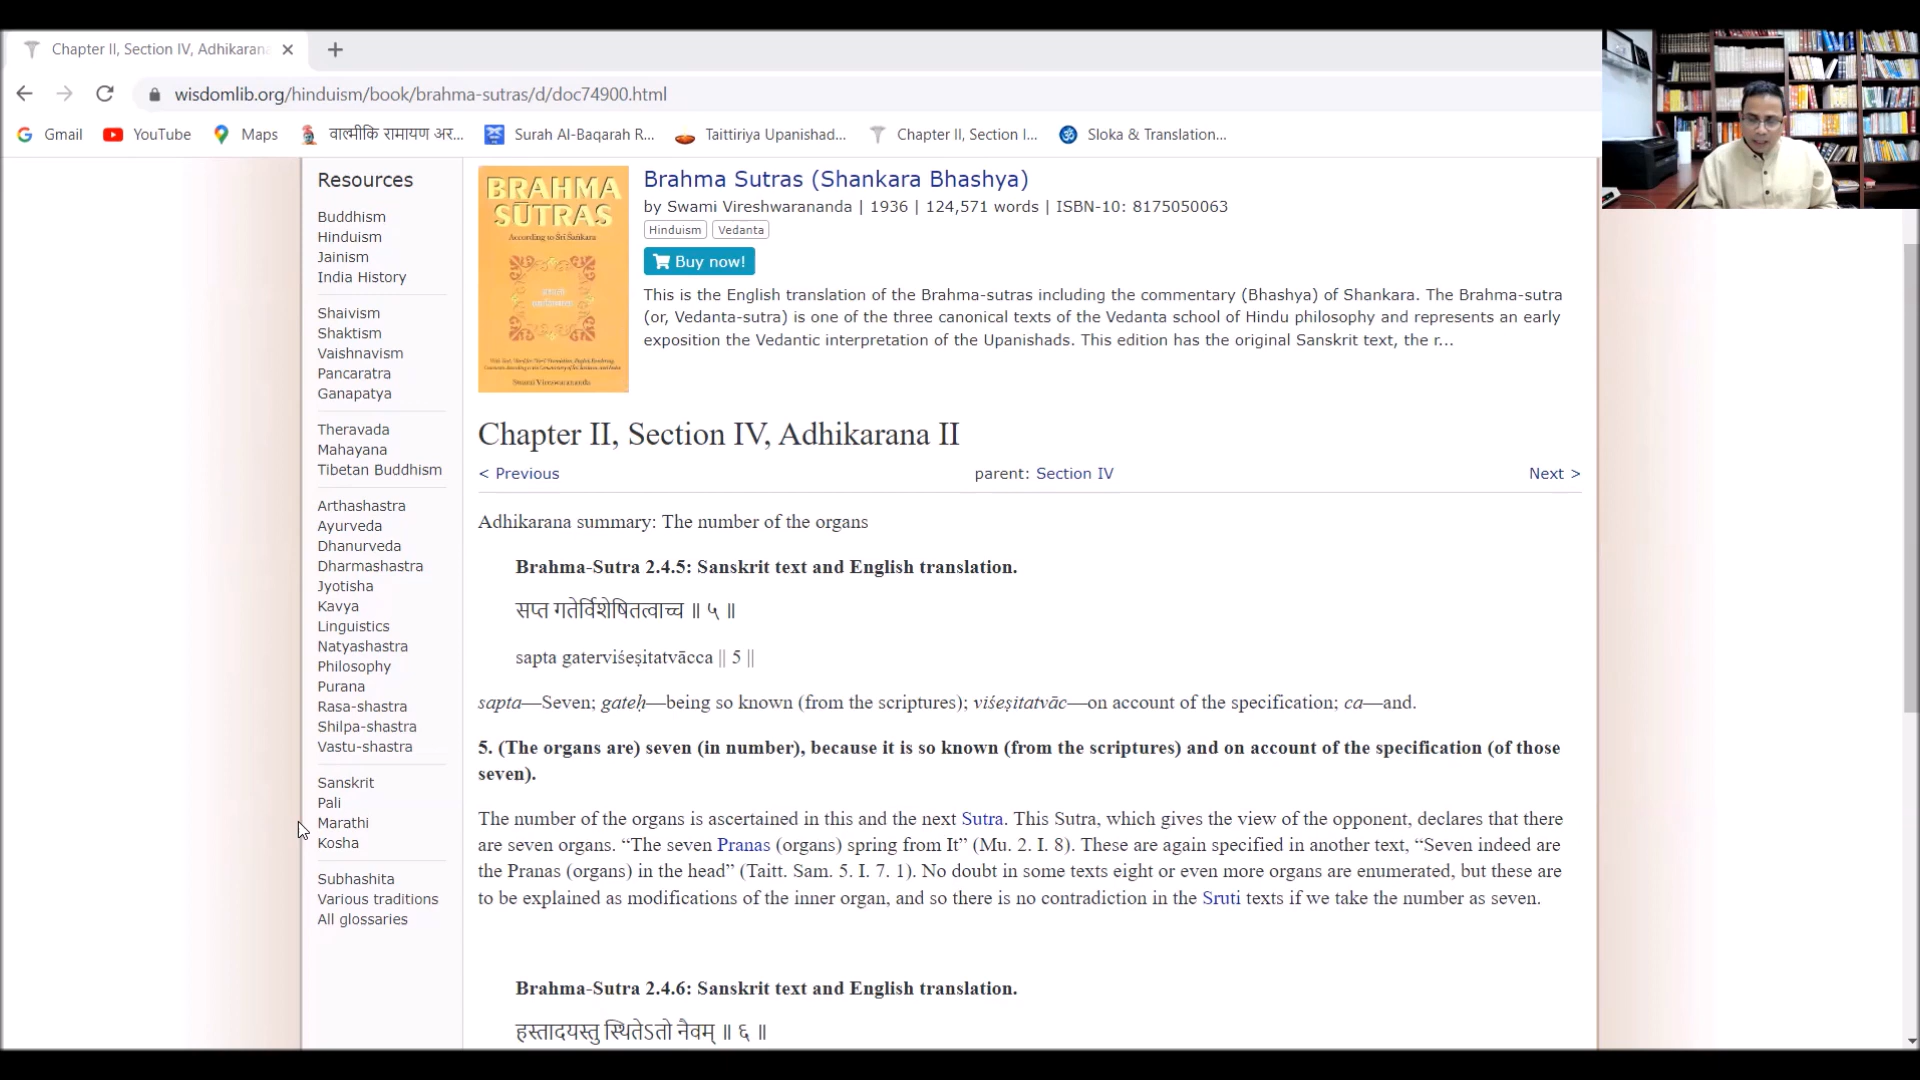 Chapter II, Section IV, Adhikarana
wisdomlib.org/hinduism/book/brahma-sutras/d/doc74900.html
Gmail
YouTube
Maps
वाल्मीकि रामायण अर...
Surah Al-Baqarah R...
Taittiriya Upanishad...
Chapter II, Section I...
Sloka & Translation...
Resources
Buddhism
Hinduism
Jainism
India History
Shaivism
Shaktism
Vaishnavism
Pancaratra
Ganapatya
Theravada
Mahayana
Tibetan Buddhism
Arthashastra
Ayurveda
Dhanurveda
Dharmashastra
Jyotisha
Kavya
Linguistics
Natyashastra
Philosophy
Purana
Rasa-shastra
Shilpa-shastra
Vastu-shastra
Sanskrit
Pali
Marathi
Kosha
Subhashita
Various traditions
All glossaries
BRAHMA
SŪTRAS
According to Śrī Śaṅkara
Swami Vireswarananda
Brahma Sutras (Shankara Bhashya)
by Swami Vireshwarananda | 1936 | 124,571 words | ISBN-10: 8175050063
Hinduism
Vedanta
Buy now!
This is the English translation of the Brahma-sutras including the commentary (Bhashya) of Shankara. The Brahma-sutra
(or, Vedanta-sutra) is one of the three canonical texts of the Vedanta school of Hindu philosophy and represents an early
exposition the Vedantic interpretation of the Upanishads. This edition has the original Sanskrit text, the r...
Chapter II, Section IV, Adhikarana II
< Previous
parent: Section IV
Next >
Adhikarana summary: The number of the organs
Brahma-Sutra 2.4.5: Sanskrit text and English translation.
सप्त गतेर्विशेषितत्वाच्च ॥ ५ ॥
sapta gaterviśeṣitatvācca || 5 ||
sapta—Seven; gateḥ—being so known (from the scriptures); viśeṣitatvāc—on account of the specification; ca—and.
5. (The organs are) seven (in number), because it is so known (from the scriptures) and on account of the specification (of those
seven).
The number of the organs is ascertained in this and the next Sutra. This Sutra, which gives the view of the opponent, declares that there
are seven organs. “The seven Pranas (organs) spring from It” (Mu. 2. I. 8). These are again specified in another text, “Seven indeed are
the Pranas (organs) in the head” (Taitt. Sam. 5. I. 7. 1). No doubt in some texts eight or even more organs are enumerated, but these are
to be explained as modifications of the inner organ, and so there is no contradiction in the Sruti texts if we take the number as seven.
Brahma-Sutra 2.4.6: Sanskrit text and English translation.
हस्तादयस्तु स्थितेऽतो नैवम् ॥ ६ ॥